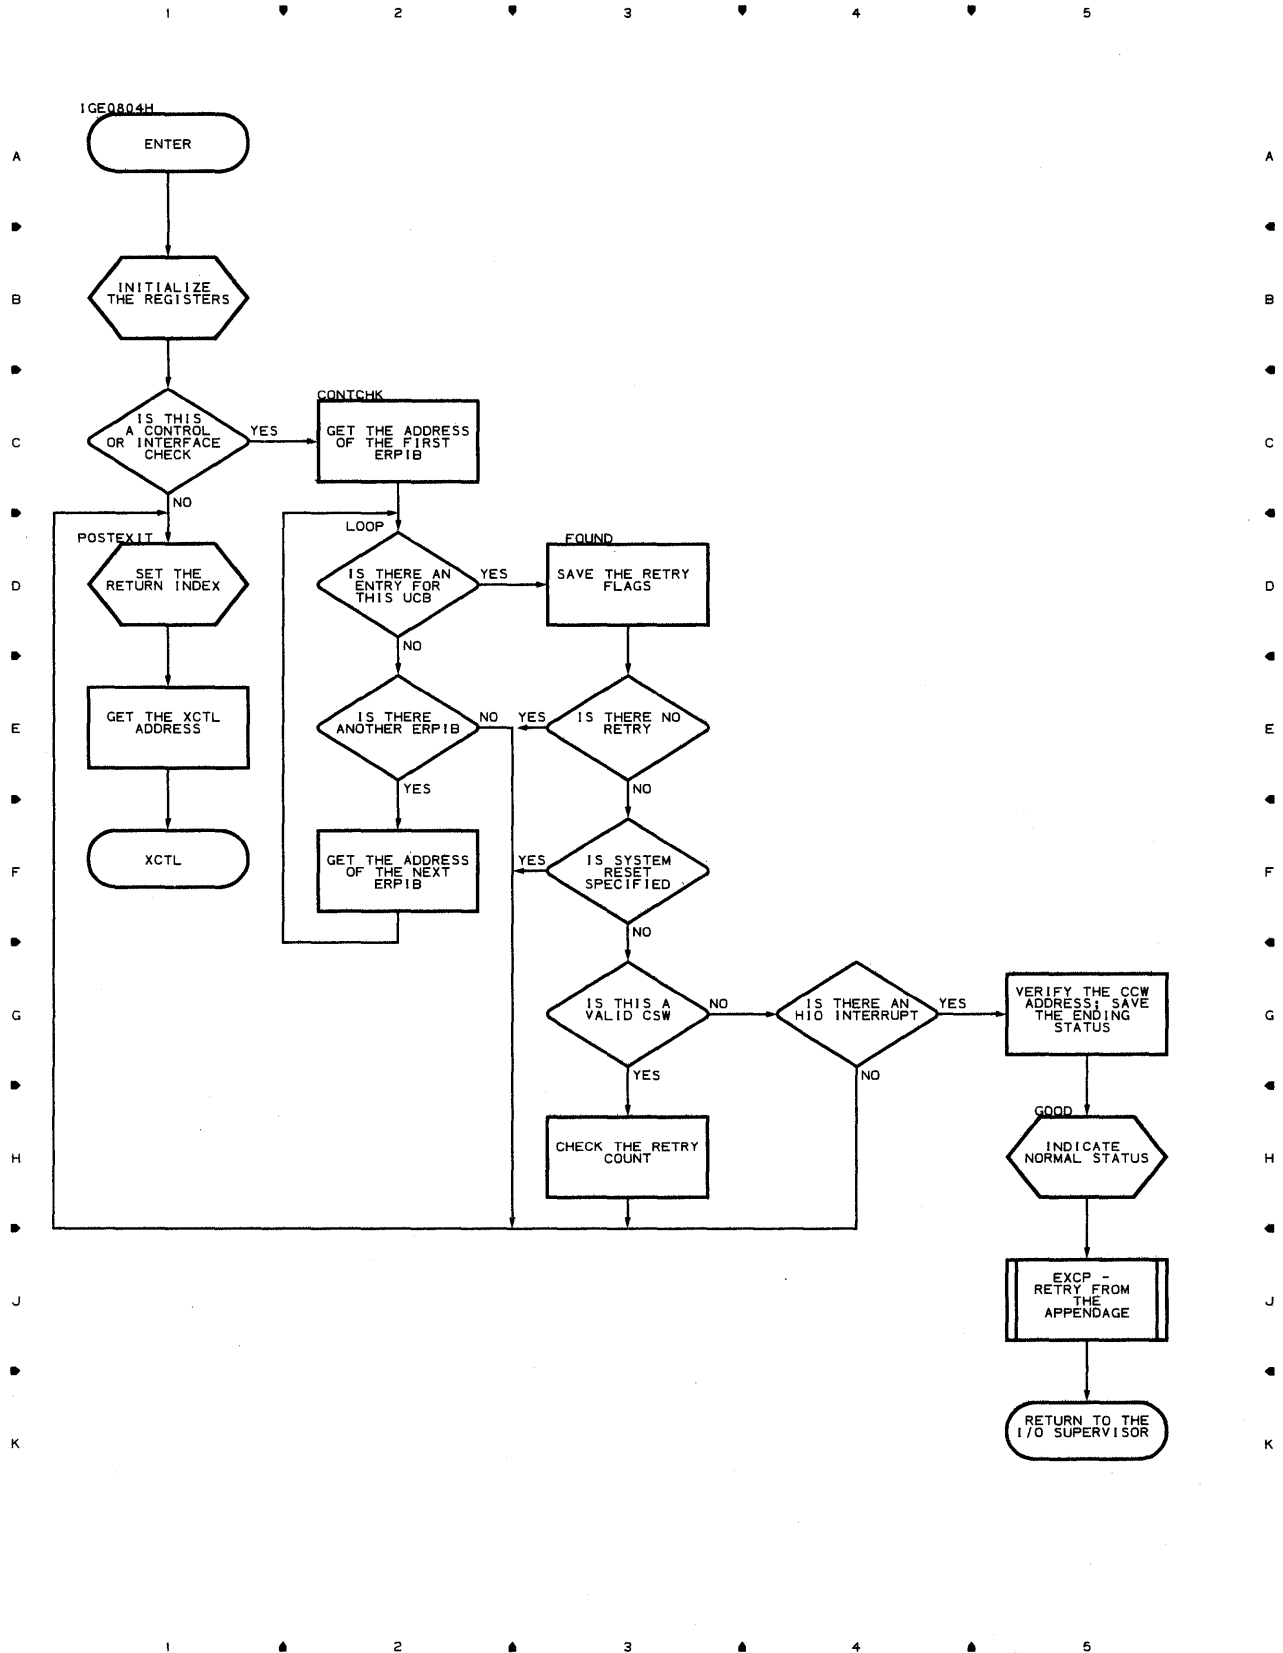 1 2 3 4 5
IGE0804H
ENTER
A A
INITIALIZE
THE REGISTERS
B B
IS THIS
A CONTROL
OR INTERFACE
CHECK
YES
NO
CONTCHK
GET THE ADDRESS
OF THE FIRST
ERPIB
C C
POSTEXIT
SET THE
RETURN INDEX
LOOP
IS THERE AN
ENTRY FOR
THIS UCB
YES
NO
FOUND
SAVE THE RETRY
FLAGS
D D
GET THE XCTL
ADDRESS
IS THERE
ANOTHER ERPIB
NO
YES
YES
IS THERE NO
RETRY
NO
E E
XCTL
GET THE ADDRESS
OF THE NEXT
ERPIB
YES
IS SYSTEM
RESET
SPECIFIED
NO
F F
IS THIS A
VALID CSW
NO
YES
IS THERE AN
HIO INTERRUPT
YES
NO
VERIFY THE CCW
ADDRESS; SAVE
THE ENDING
STATUS
G G
CHECK THE RETRY
COUNT
GOOD
INDICATE
NORMAL STATUS
H H
EXCP -
RETRY FROM
THE
APPENDAGE
J J
RETURN TO THE
I/O SUPERVISOR
K K
1 2 3 4 5